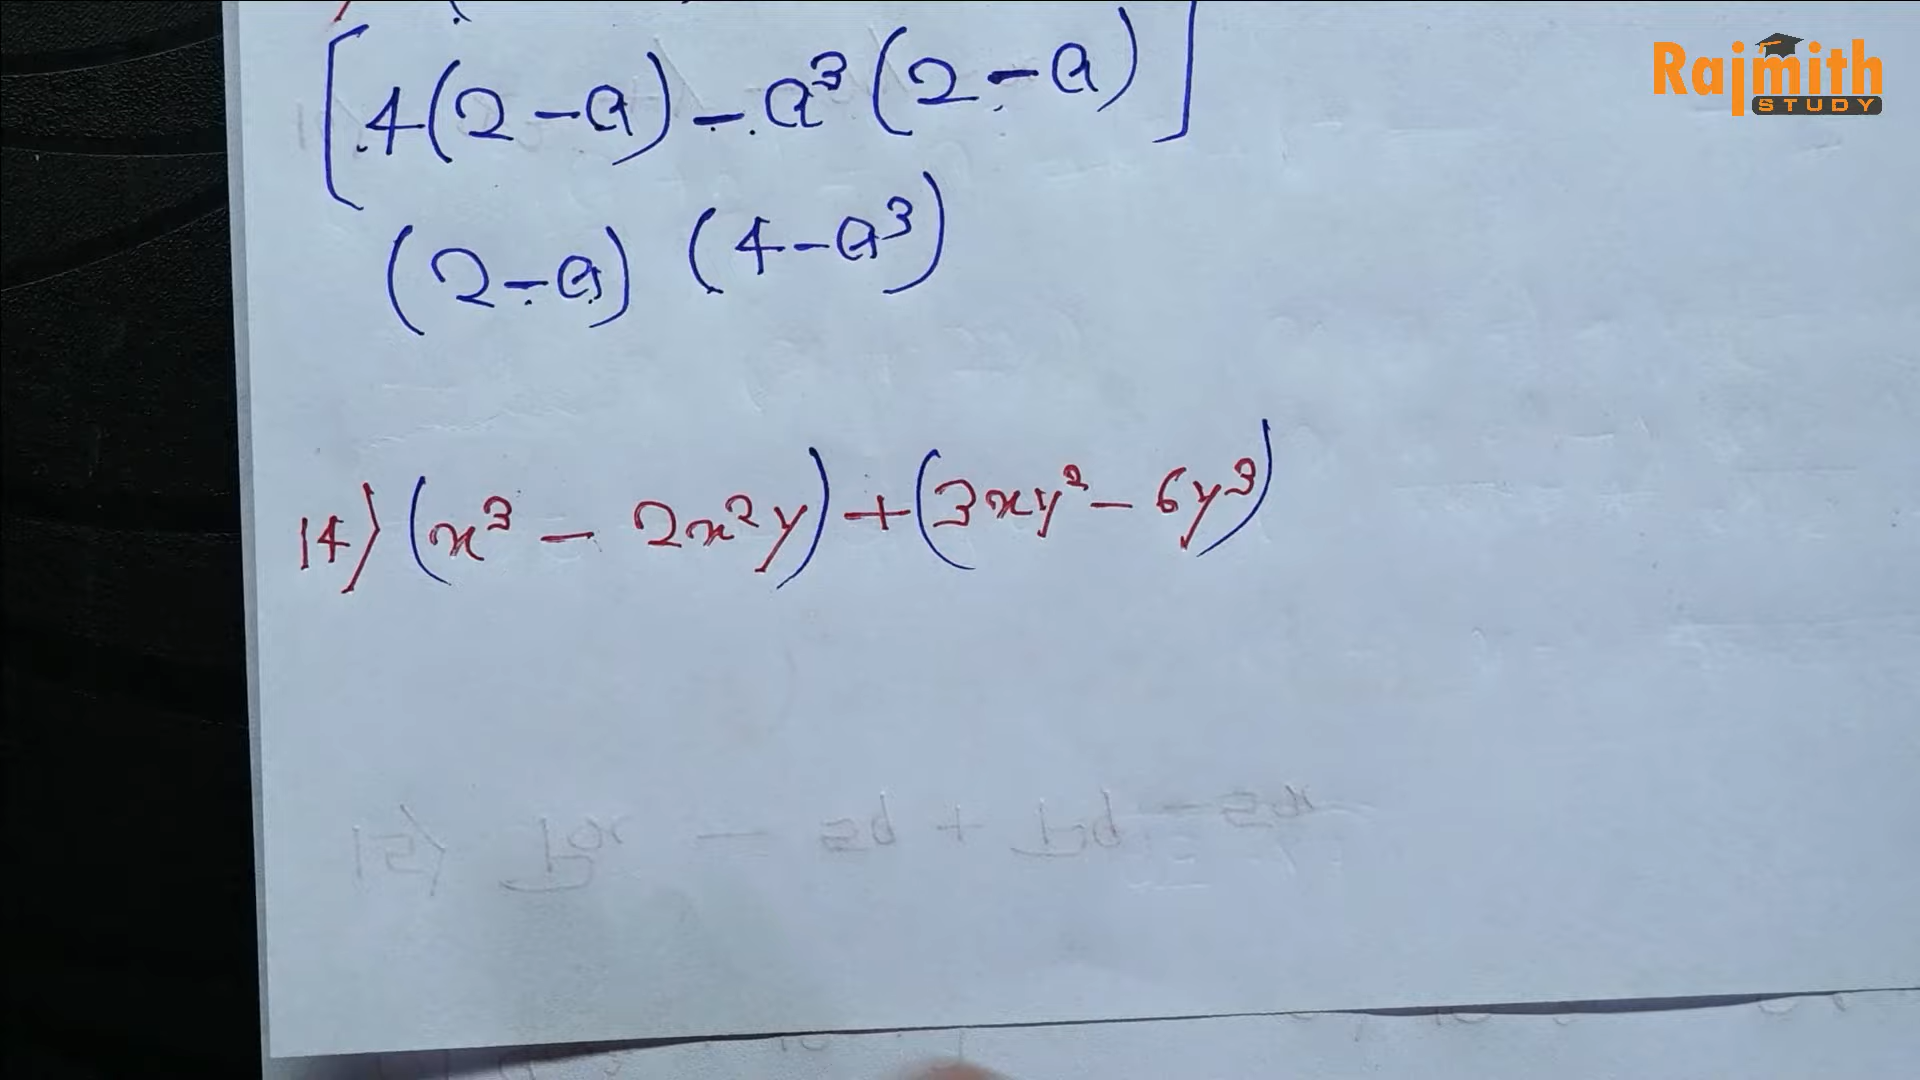 Rajmith
STUDY
[4(2-a) - a³(2-a)]
(2-a) (4-a³)
14) (x³ - 2x²y) + (3xy² - 6y³)